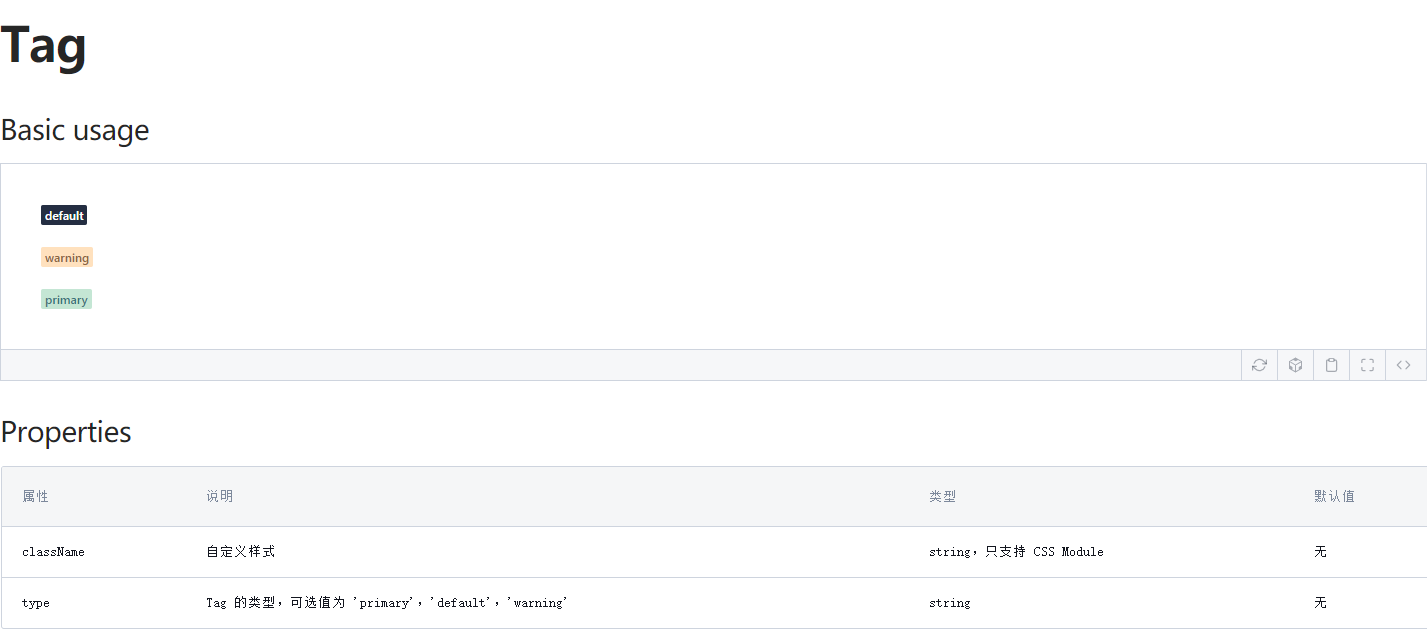 Tag
Basic usage
default
warning
primary
Properties
属性 说明 类型 默认值
className 自定义样式 string，只支持 CSS Module 无
type Tag 的类型，可选值为 'primary'，'default'，'warning' string 无